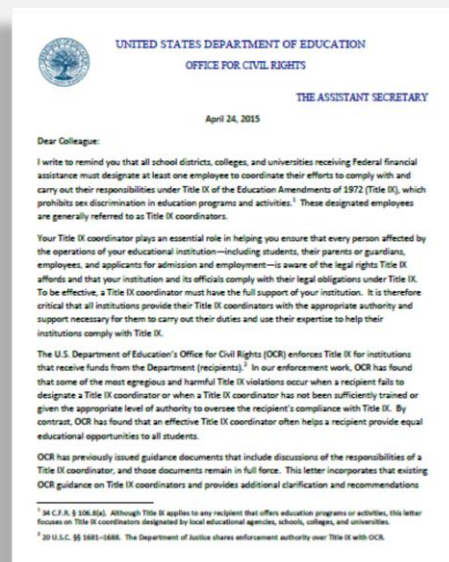 UNITED STATES DEPARTMENT OF EDUCATION
OFFICE FOR CIVIL RIGHTS
THE ASSISTANT SECRETARY
April 24, 2015
Dear Colleague:
I write to remind you that all school districts, colleges, and universities receiving Federal financial
assistance must designate at least one employee to coordinate their efforts to comply with and
carry out their responsibilities under Title IX of the Education Amendments of 1972 (Title IX), which
prohibits sex discrimination in education programs and activities.¹ These designated employees
are generally referred to as Title IX coordinators.
Your Title IX coordinator plays an essential role in helping you ensure that every person affected by
the operations of your educational institution—including students, their parents or guardians,
employees, and applicants for admission and employment—is aware of the legal rights Title IX
affords and that your institution and its officials comply with their legal obligations under Title IX.
To be effective, a Title IX coordinator must have the full support of your institution. It is therefore
critical that all institutions provide their Title IX coordinators with the appropriate authority and
support necessary for them to carry out their duties and use their expertise to help their
institutions comply with Title IX.
The U.S. Department of Education's Office for Civil Rights (OCR) enforces Title IX for institutions
that receive funds from the Department (recipients).² In our enforcement work, OCR has found
that some of the most egregious and harmful Title IX violations occur when a recipient fails to
designate a Title IX coordinator or when a Title IX coordinator has not been sufficiently trained or
given the appropriate level of authority to oversee the recipient's compliance with Title IX. By
contrast, OCR has found that an effective Title IX coordinator often helps a recipient provide equal
educational opportunities to all students.
OCR has previously issued guidance documents that include discussions of the responsibilities of a
Title IX coordinator, and those documents remain in full force. This letter incorporates that existing
OCR guidance on Title IX coordinators and provides additional clarification and recommendations
¹ 34 C.F.R. § 106.8(a). Although Title IX applies to any recipient that offers education programs or activities, this letter
focuses on Title IX coordinators designated by local educational agencies, schools, colleges, and universities.
² 20 U.S.C. §§ 1681–1688. The Department of Justice shares enforcement authority over Title IX with OCR.